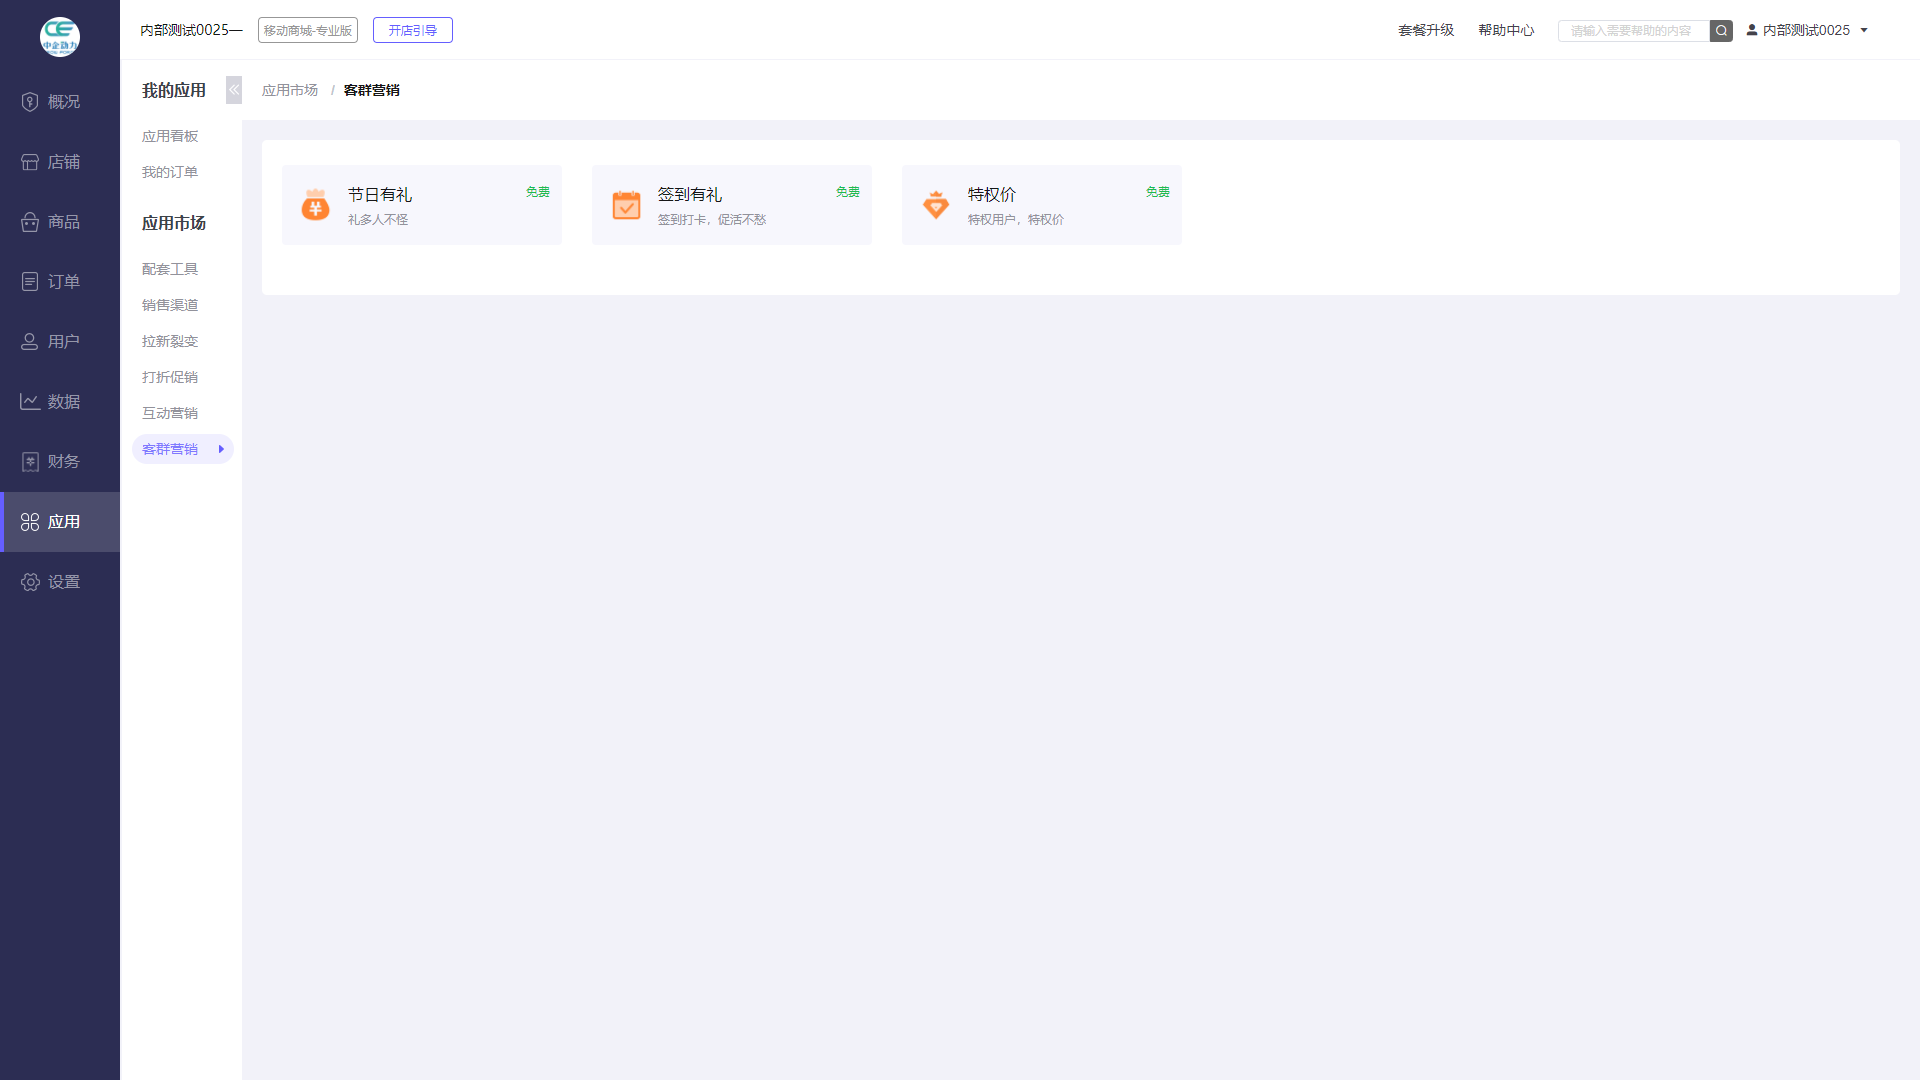 中企动力
内部测试0025—
移动商城-专业版
开店引导
套餐升级
帮助中心
请输入需要帮助的内容
内部测试0025
概况
店铺
商品
订单
用户
数据
财务
应用
设置
我的应用
应用看板
我的订单
应用市场
配套工具
销售渠道
拉新裂变
打折促销
互动营销
客群营销
应用市场 / 客群营销
节日有礼
免费
礼多人不怪
签到有礼
免费
签到打卡，促活不愁
特权价
免费
特权用户，特权价